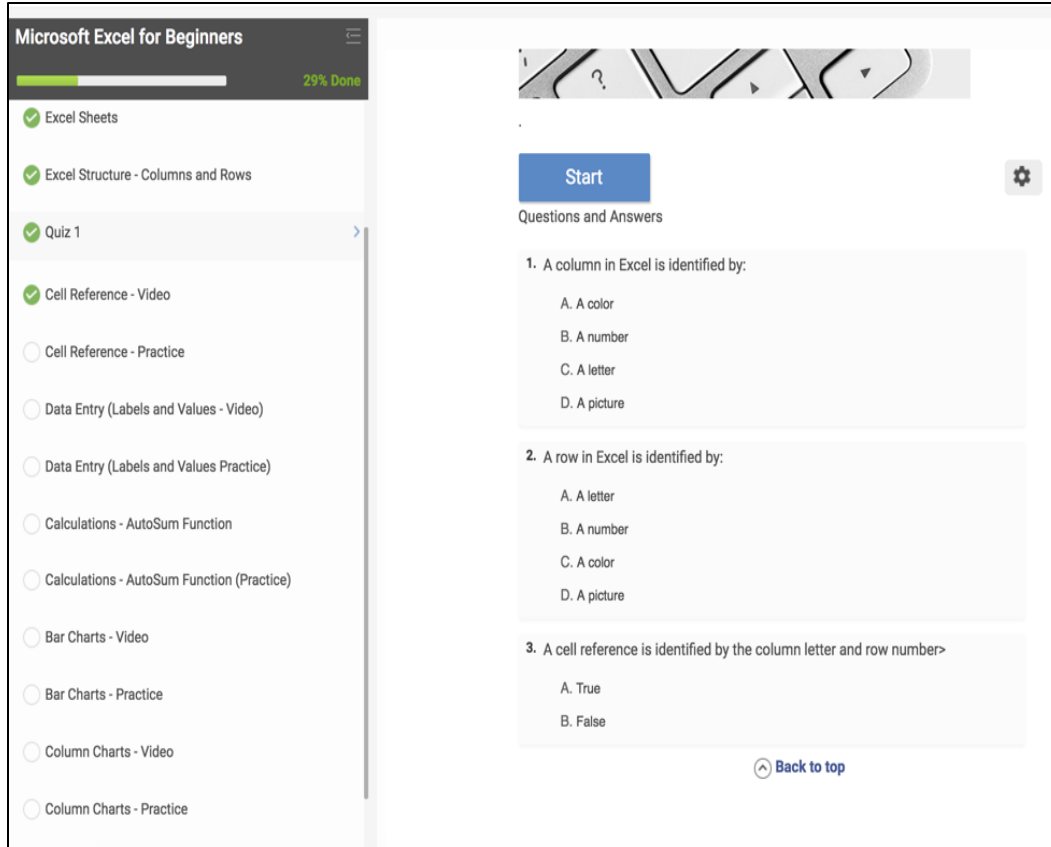 Microsoft Excel for Beginners
29% Done
Excel Sheets
Excel Structure - Columns and Rows
Quiz 1
Cell Reference - Video
Cell Reference - Practice
Data Entry (Labels and Values - Video)
Data Entry (Labels and Values Practice)
Calculations - AutoSum Function
Calculations - AutoSum Function (Practice)
Bar Charts - Video
Bar Charts - Practice
Column Charts - Video
Column Charts - Practice
?
.
Start
Questions and Answers
1. A column in Excel is identified by:
A. A color
B. A number
C. A letter
D. A picture
2. A row in Excel is identified by:
A. A letter
B. A number
C. A color
D. A picture
3. A cell reference is identified by the column letter and row number>
A. True
B. False
Back to top